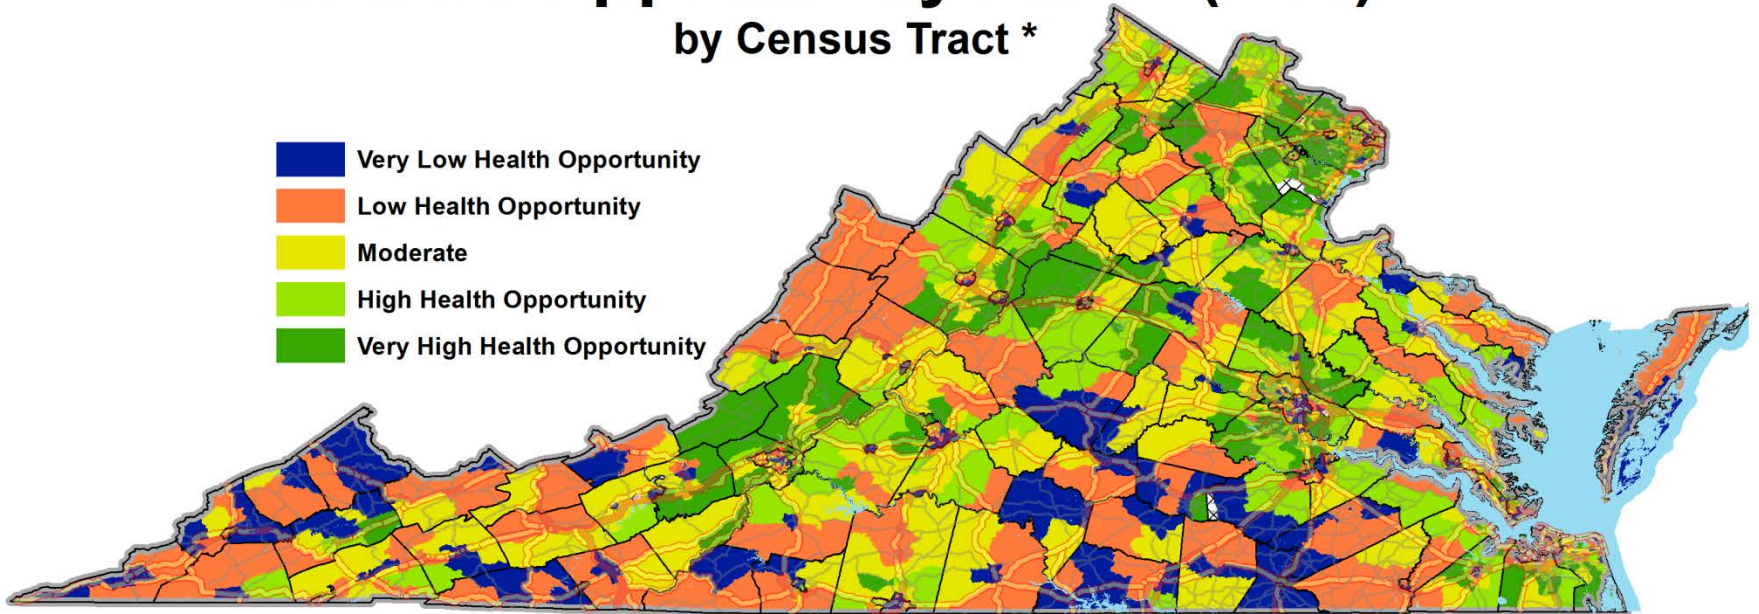 by Census Tract *
Very Low Health Opportunity
Low Health Opportunity
Moderate
High Health Opportunity
Very High Health Opportunity